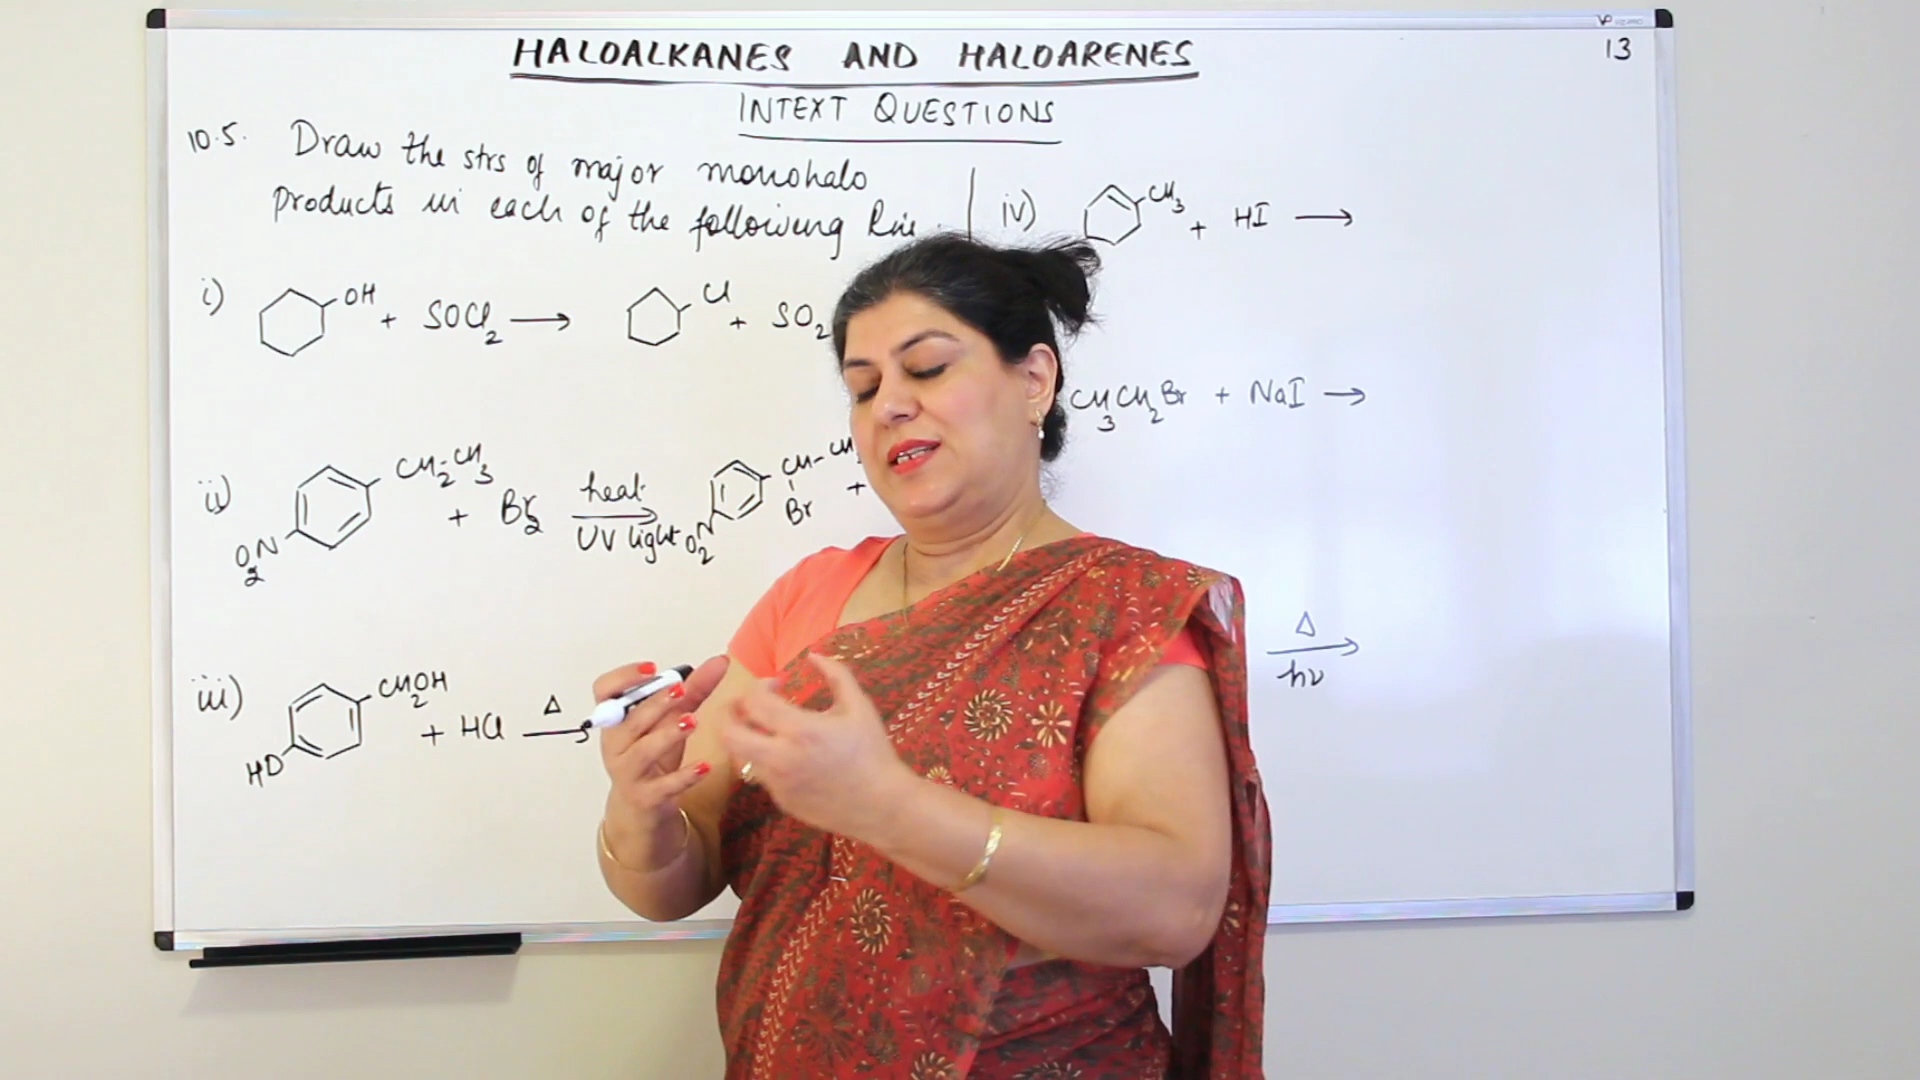 HALOALKANES AND HALOARENES
13
INTEXT QUESTIONS
10.5. Draw the strs of major monohalo
products in each of the following
i) OH + SOCl2 → Cl + SO2
ii) CH2-CH3 O2N + Br2 heat UV light → CH-CH Br O2N +
iii) CH2OH HO + HCl Δ →
iv) CH3 + HI →
CH3CH2Br + NaI →
Δ → hν